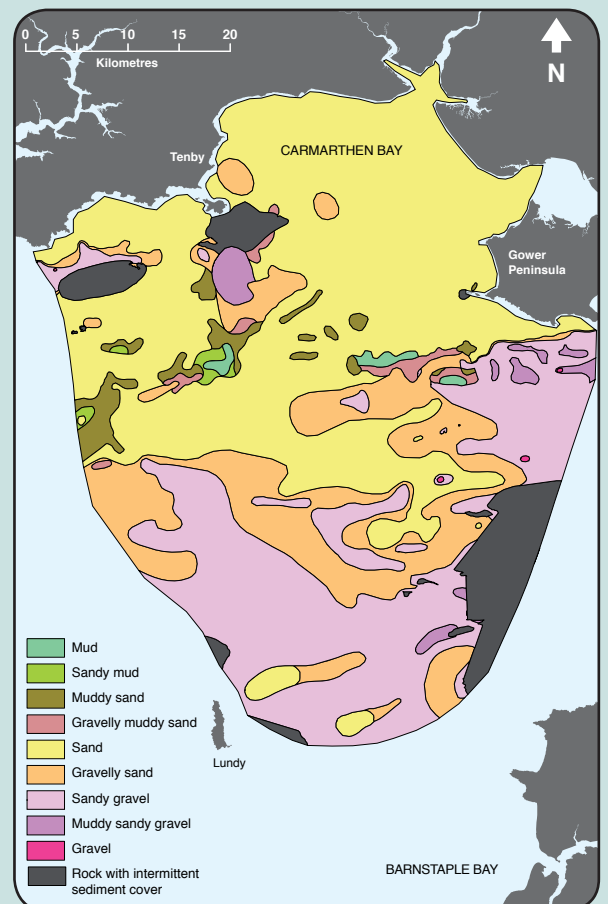 0 5 10 15 20
Kilometres
N
Tenby
CARMARTHEN BAY
Gower
Peninsula
Mud
Sandy mud
Muddy sand
Gravelly muddy sand
Sand
Gravelly sand
Sandy gravel
Muddy sandy gravel
Gravel
Rock with intermittent
sediment cover
Lundy
BARNSTAPLE BAY